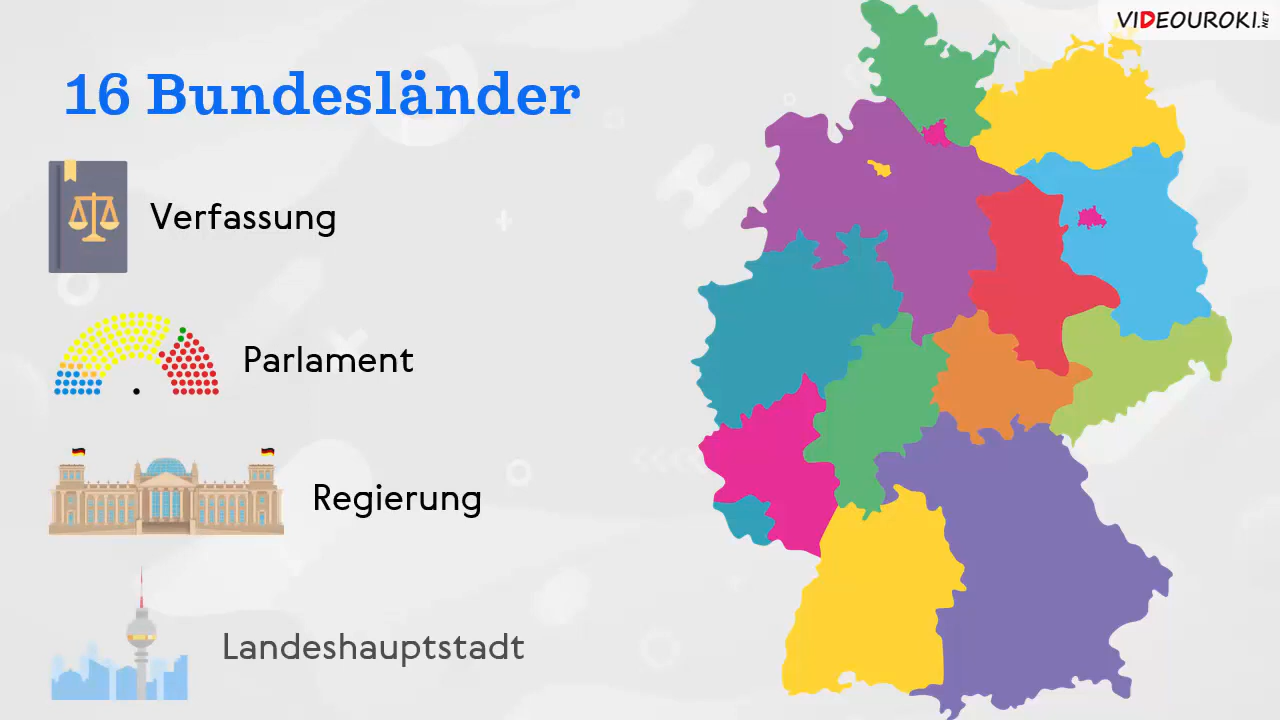 VIDEOUROKI.NET
16 Bundesländer
Verfassung
Parlament
Regierung
Landeshauptstadt